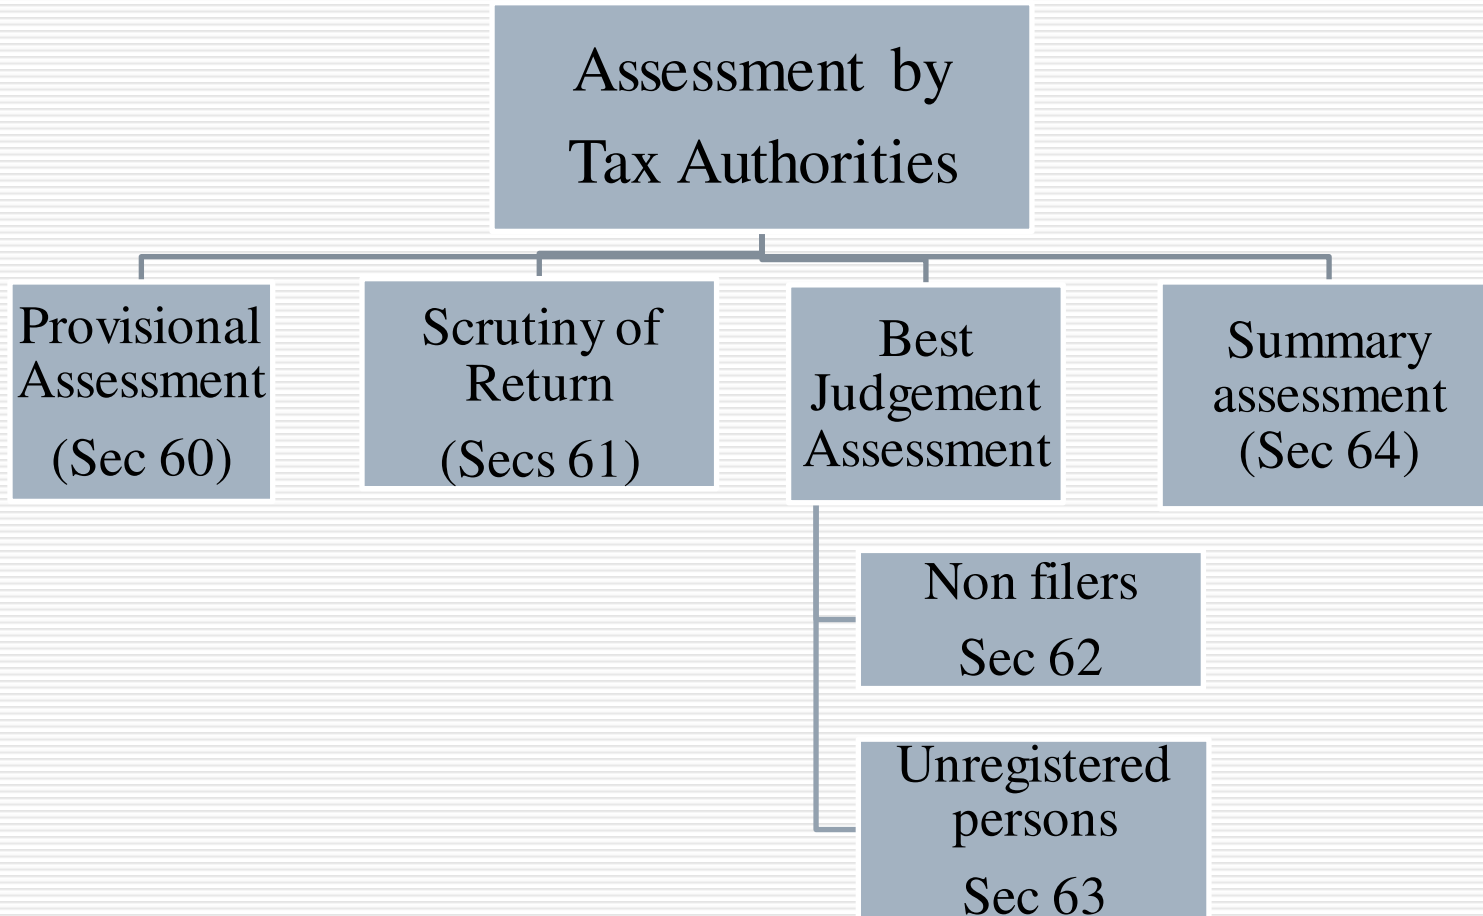 Assessment by
Tax Authorities
Provisional
Assessment
(Sec 60)
Scrutiny of
Return
(Secs 61)
Best
Judgement
Assessment
Summary
assessment
(Sec 64)
Non filers
Sec 62
Unregistered
persons
Sec 63